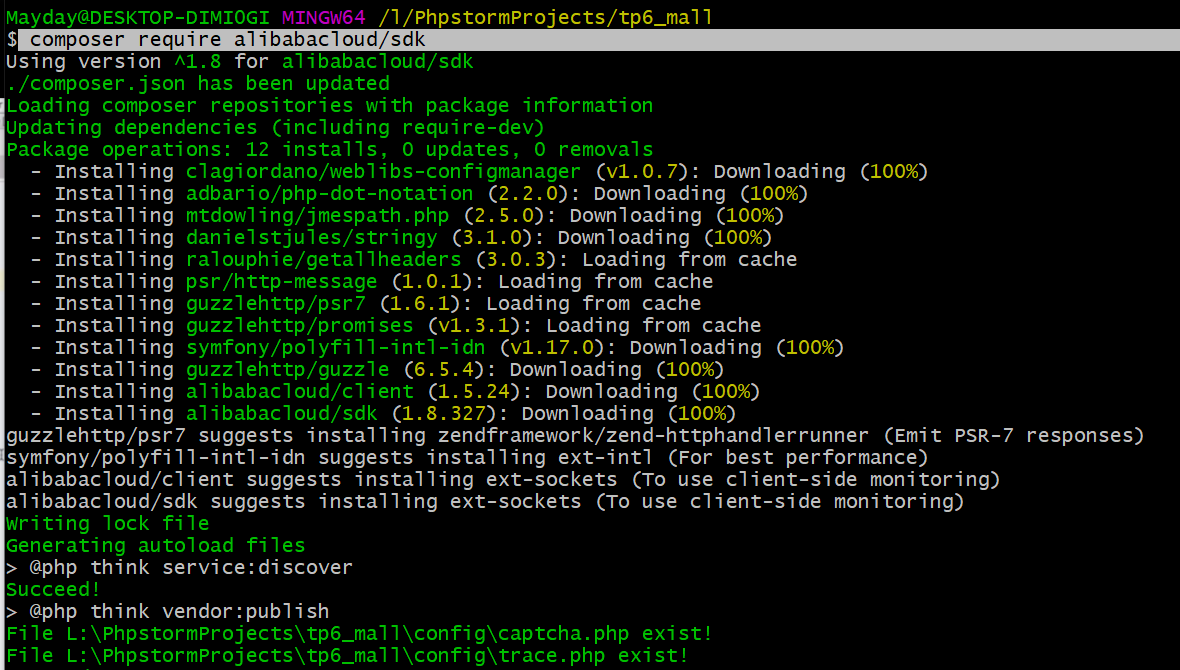 Mayday@DESKTOP-DIMIOGI MINGW64 /l/PhpstormProjects/tp6_mall
$ composer require alibabacloud/sdk
Using version ^1.8 for alibabacloud/sdk
./composer.json has been updated
Loading composer repositories with package information
Updating dependencies (including require-dev)
Package operations: 12 installs, 0 updates, 0 removals
  - Installing clagiordano/weblibs-configmanager (v1.0.7): Downloading (100%)
  - Installing adbario/php-dot-notation (2.2.0): Downloading (100%)
  - Installing mtdowling/jmespath.php (2.5.0): Downloading (100%)
  - Installing danielstjules/stringy (3.1.0): Downloading (100%)
  - Installing ralouphie/getallheaders (3.0.3): Loading from cache
  - Installing psr/http-message (1.0.1): Loading from cache
  - Installing guzzlehttp/psr7 (1.6.1): Loading from cache
  - Installing guzzlehttp/promises (v1.3.1): Loading from cache
  - Installing symfony/polyfill-intl-idn (v1.17.0): Downloading (100%)
  - Installing guzzlehttp/guzzle (6.5.4): Downloading (100%)
  - Installing alibabacloud/client (1.5.24): Downloading (100%)
  - Installing alibabacloud/sdk (1.8.327): Downloading (100%)
guzzlehttp/psr7 suggests installing zendframework/zend-httphandlerrunner (Emit PSR-7 responses)
symfony/polyfill-intl-idn suggests installing ext-intl (For best performance)
alibabacloud/client suggests installing ext-sockets (To use client-side monitoring)
alibabacloud/sdk suggests installing ext-sockets (To use client-side monitoring)
Writing lock file
Generating autoload files
> @php think service:discover
Succeed!
> @php think vendor:publish
File L:\PhpstormProjects\tp6_mall\config\captcha.php exist!
File L:\PhpstormProjects\tp6_mall\config\trace.php exist!